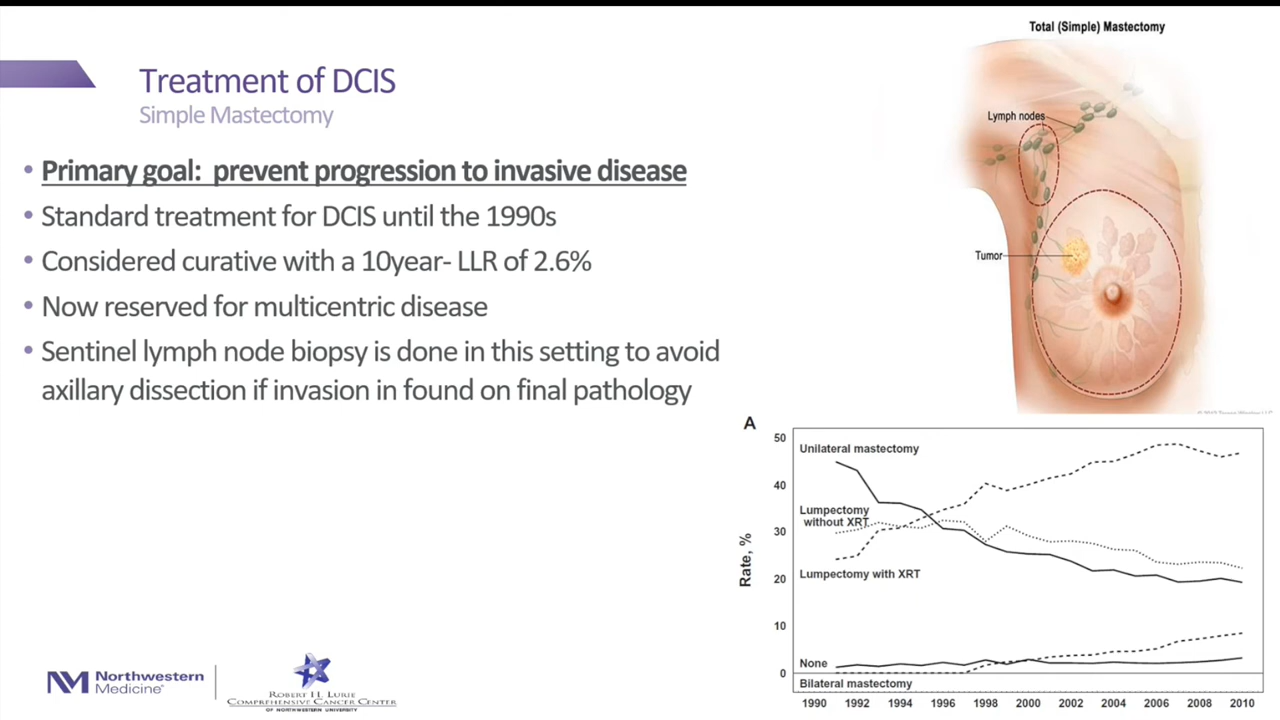 Treatment of DCIS
Simple Mastectomy
• Primary goal: prevent progression to invasive disease
• Standard treatment for DCIS until the 1990s
• Considered curative with a 10year- LLR of 2.6%
• Now reserved for multicentric disease
• Sentinel lymph node biopsy is done in this setting to avoid
axillary dissection if invasion in found on final pathology
Total (Simple) Mastectomy
Lymph nodes
Tumor
A
Rate, %
50
40
30
20
10
0
Unilateral mastectomy
Lumpectomy
without XRT
Lumpectomy with XRT
None
Bilateral mastectomy
1990 1992 1994 1996 1998 2000 2002 2004 2006 2008 2010
NM Northwestern
Medicine®
ROBERT H. LURIE
COMPREHENSIVE CANCER CENTER
OF NORTHWESTERN UNIVERSITY